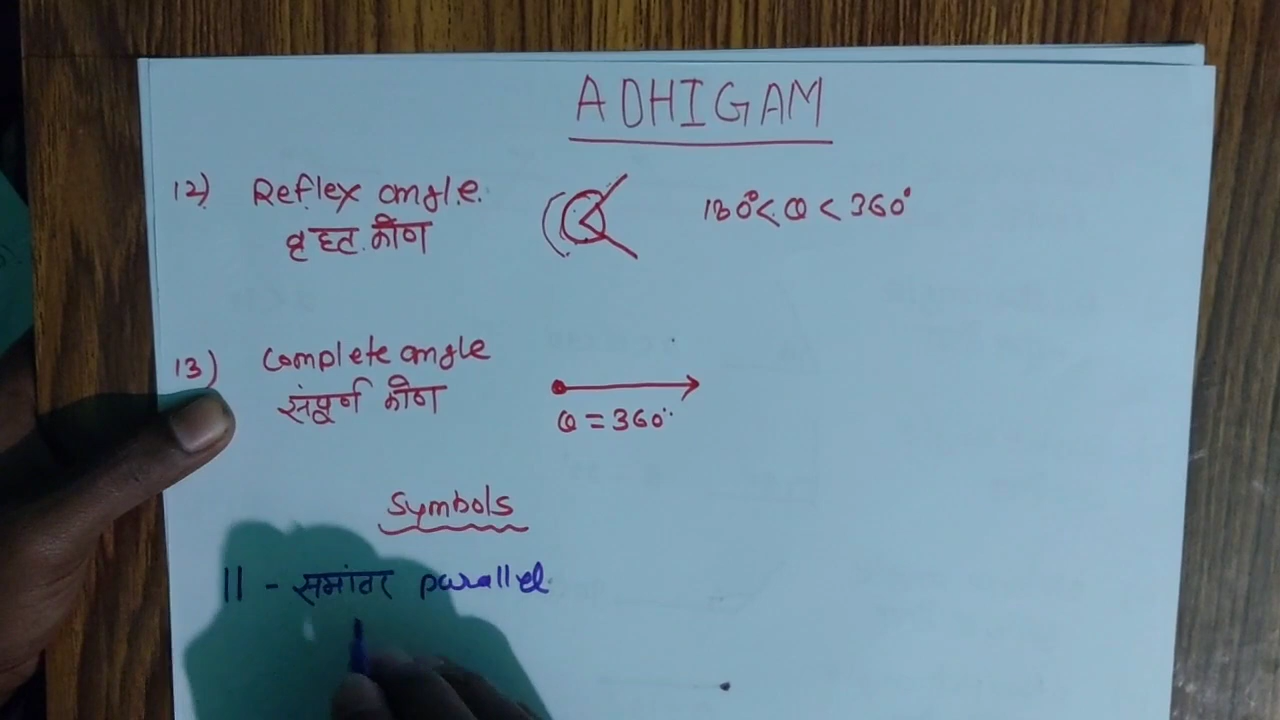 ADHIGAM
12) Reflex angle. 180° < θ < 360°
वृहत कोण
13) Complete angle
संपूर्ण कोण
θ = 360°
Symbols
|| - समांतर parallel